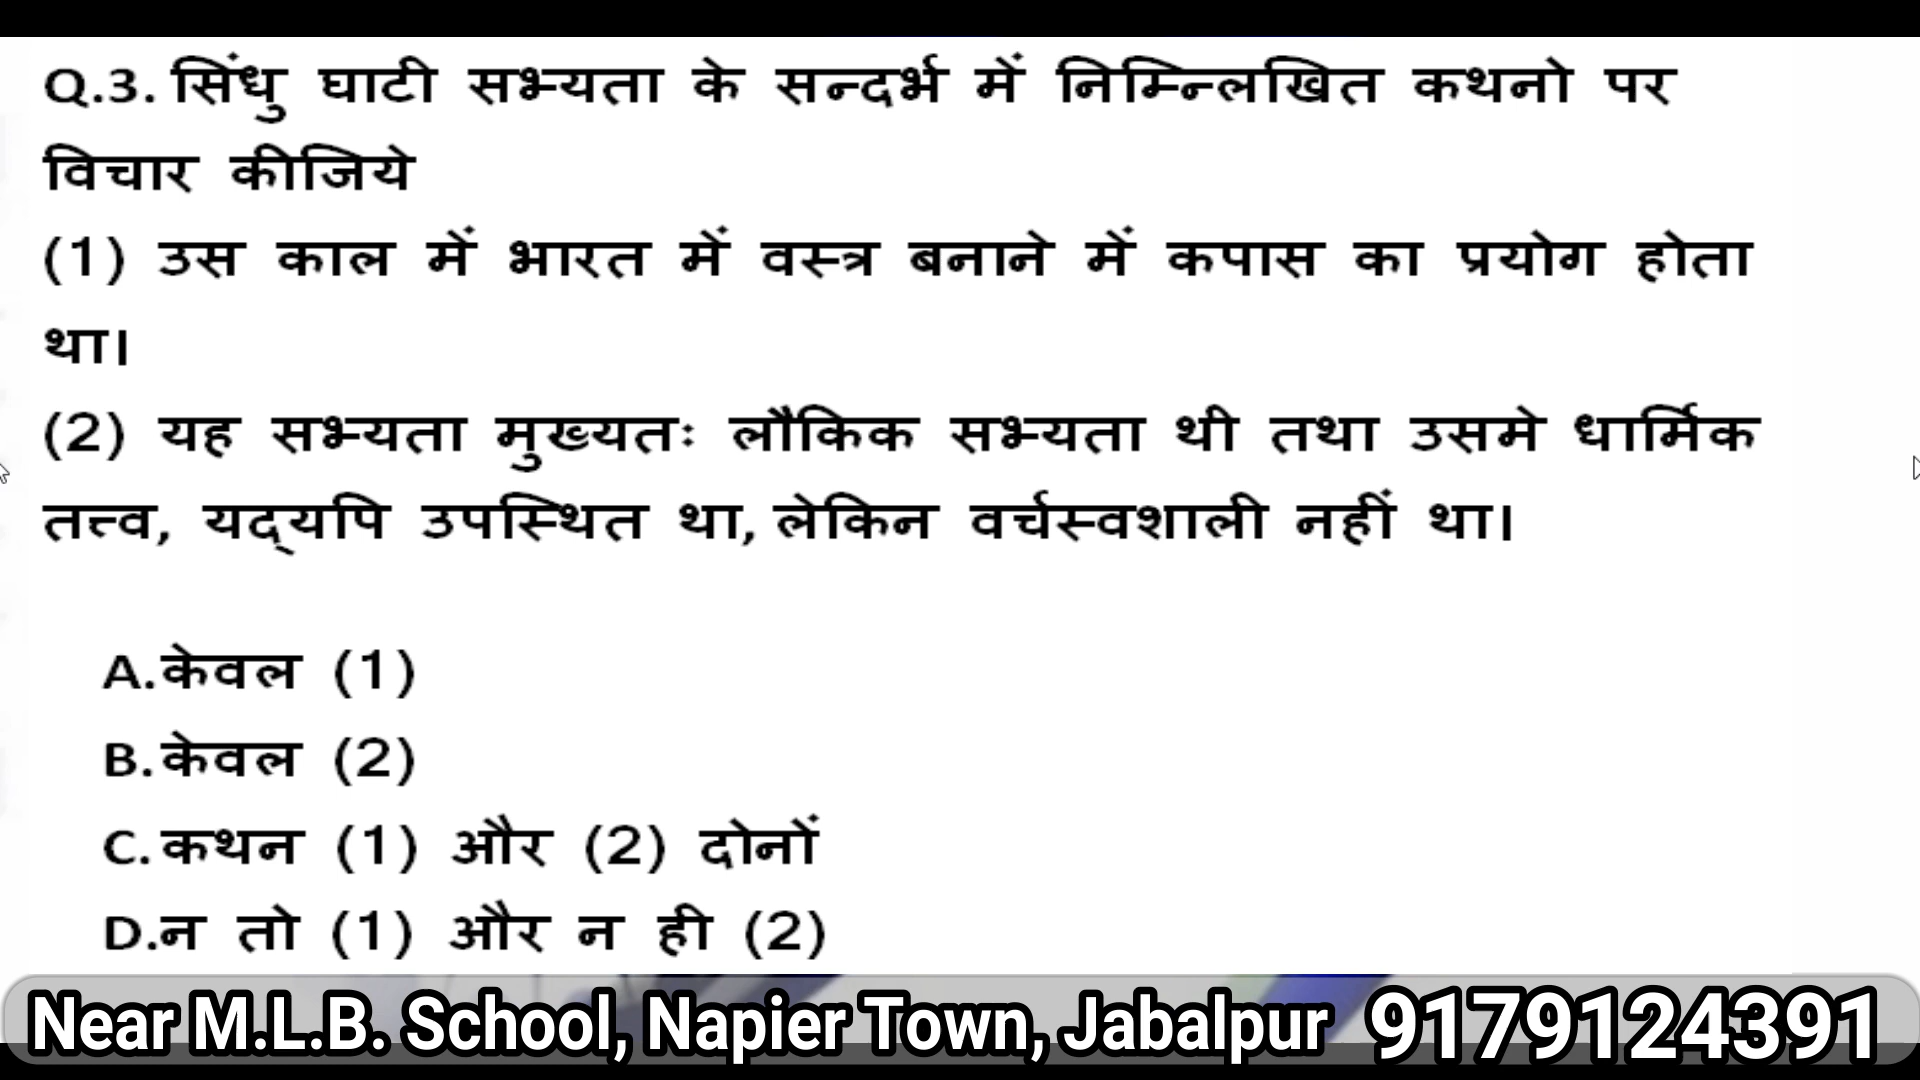 Q.3. सिंधु घाटी सभ्यता के सन्दर्भ में निम्न्लिखित कथनो पर
विचार कीजिये
(1) उस काल में भारत में वस्त्र बनाने में कपास का प्रयोग होता
था।
(2) यह सभ्यता मुख्यतः लौकिक सभ्यता थी तथा उसमे धार्मिक
तत्त्व, यद्यपि उपस्थित था, लेकिन वर्चस्वशाली नहीं था।
A.केवल (1)
B.केवल (2)
C.कथन (1) और (2) दोनों
D.न तो (1) और न ही (2)
Near M.L.B. School, Napier Town, Jabalpur 9179124391